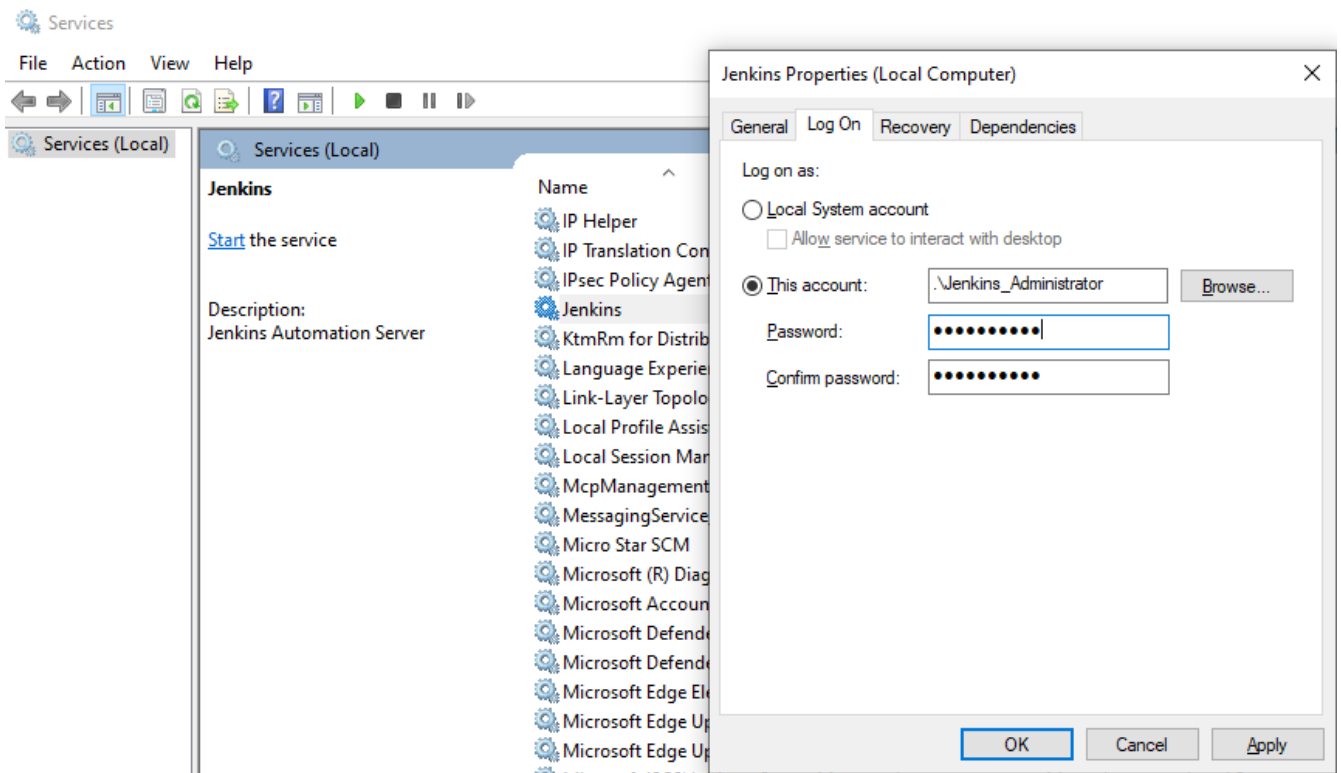 Services
File Action View Help
Services (Local)
Services (Local)
Jenkins
Start the service
Description:
Jenkins Automation Server
Name
IP Helper
IP Translation Con
IPsec Policy Agent
Jenkins
KtmRm for Distrib
Language Experie
Link-Layer Topolo
Local Profile Assis
Local Session Mar
McpManagement
MessagingService
Micro Star SCM
Microsoft (R) Diag
Microsoft Accoun
Microsoft Defende
Microsoft Defende
Microsoft Edge Ele
Microsoft Edge Up
Microsoft Edge Up
Jenkins Properties (Local Computer)
General Log On Recovery Dependencies
Log on as:
Local System account
Allow service to interact with desktop
This account: .\Jenkins_Administrator Browse...
Password: ●●●●●●●●●●
Confirm password: ●●●●●●●●●●
OK Cancel Apply